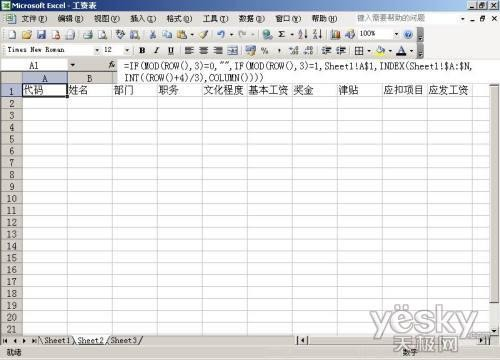 Microsoft Excel - 工资表
文件(F) 编辑(E) 视图(V) 插入(I) 格式(O) 工具(T) 数据(D) 窗口(W) 帮助(H) 键入需要帮助的问题
Times New Roman 12 B I U
Σ 100%
A1 =IF(MOD(ROW(),3)=0,"",IF(MOD(ROW(),3)=1,Sheet1!A$1,INDEX(Sheet1!$A:$N,
INT((ROW()+4)/3),COLUMN())))
A B
1 代码 姓名 部门 职务 文化程度 基本工资 奖金 津贴 应扣项目 应发工资
2
3
4
5
6
7
8
9
10
11
12
13
14
15
16
17
18
19
20
21
Sheet1 Sheet2 Sheet3
就绪 数字
yesky
天极网